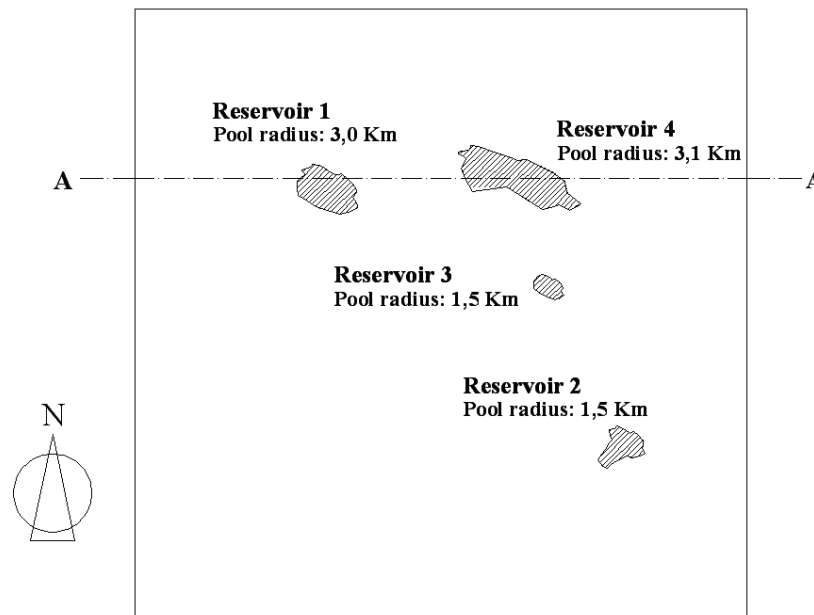 Reservoir 1
Pool radius: 3,0 Km
Reservoir 4
Pool radius: 3,1 Km
A
A
Reservoir 3
Pool radius: 1,5 Km
Reservoir 2
Pool radius: 1,5 Km
N